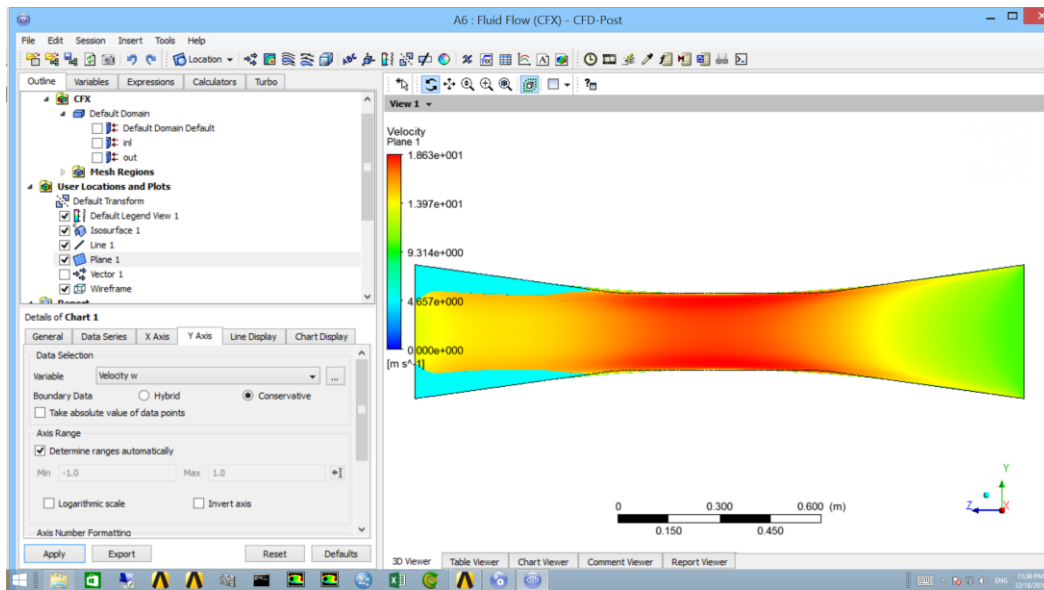 A6 : Fluid Flow (CFX) - CFD-Post
File Edit Session Insert Tools Help
Location
Outline Variables Expressions Calculators Turbo
CFX
Default Domain
Default Domain Default
inl
out
Mesh Regions
User Locations and Plots
Default Transform
Default Legend View 1
Isosurface 1
Line 1
Plane 1
Vector 1
Wireframe
Report
Details of Chart 1
General Data Series X Axis Y Axis Line Display Chart Display
Data Selection
Variable Velocity w ...
Boundary Data Hybrid Conservative
Take absolute value of data points
Axis Range
Determine ranges automatically
Min -1.0 Max 1.0
Logarithmic scale Invert axis
Axis Number Formatting
Apply Export Reset Defaults
View 1
Velocity
Plane 1
1.863e+001
1.397e+001
9.314e+000
4.657e+000
0.000e+000
[m s^-1]
0 0.300 0.600 (m)
0.150 0.450
Y
Z X
3D Viewer Table Viewer Chart Viewer Comment Viewer Report Viewer
ENG 11:36 PM